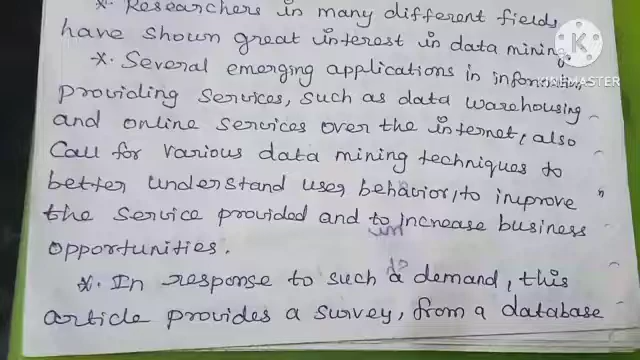 *. Researchers in many different fields
have shown great interest in data mining.
*. Several emerging applications in
providing services, such as data warehousing
and online services over the internet, also
call for various data mining techniques to
better understand user behavior, to improve
the service provided and to increase business
opportunities.
*. In response to such a demand, this
article provides a survey, from a database